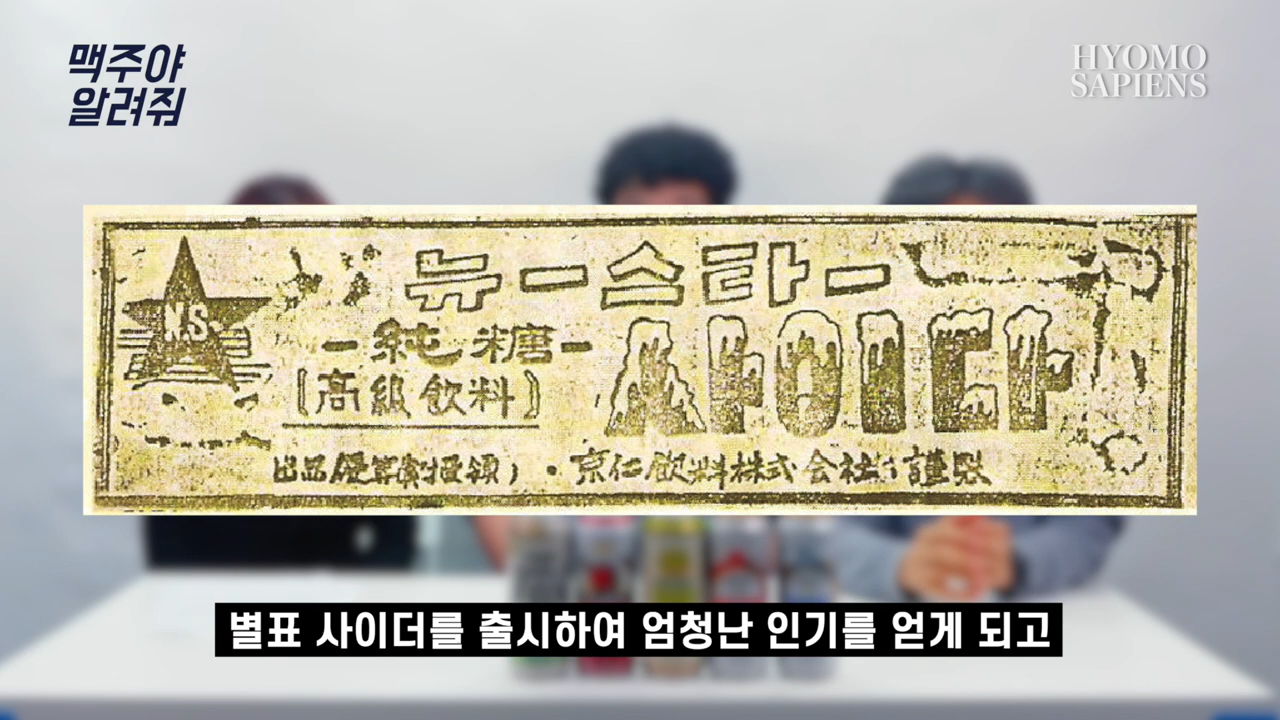 맥주야
알려줘
HYOMO
SAPIENS
뉴-스타-
사이다
N.S.
-純糖-
高級飲料
京仁飲料株式会社 謹製
별표 사이더를 출시하여 엄청난 인기를 얻게 되고